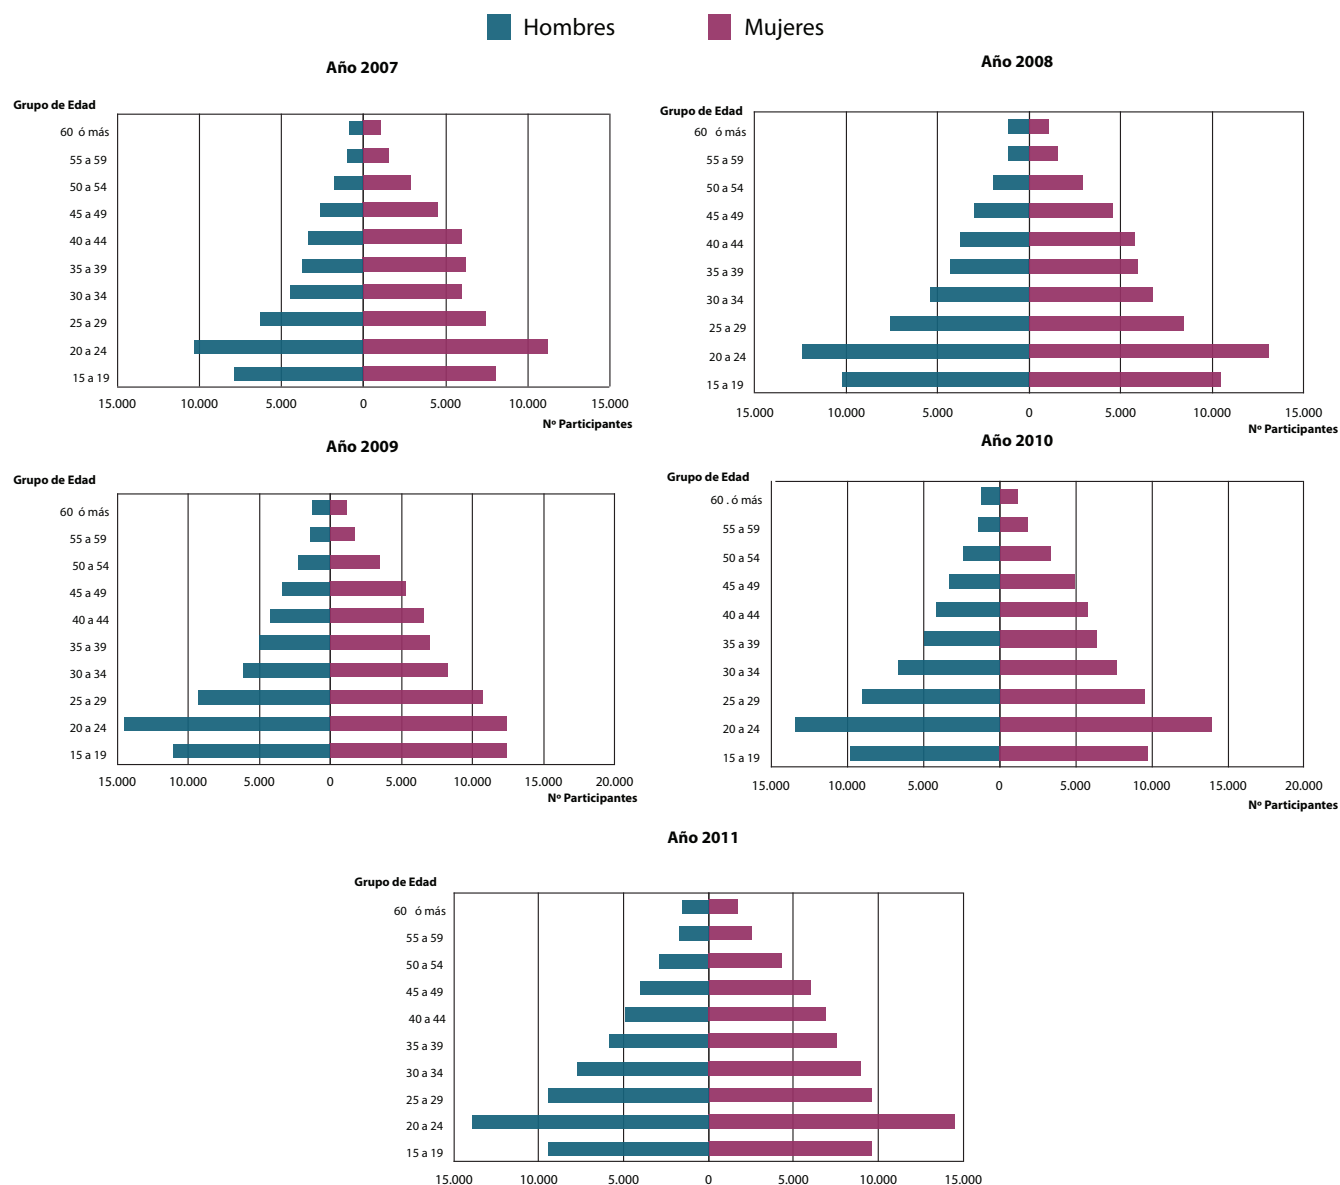 Hombres Mujeres
Año 2007
Grupo de Edad
60 ó más
55 a 59
50 a 54
45 a 49
40 a 44
35 a 39
30 a 34
25 a 29
20 a 24
15 a 19
15.000 10.000 5.000 0 5.000 10.000 15.000
Nº Participantes
Año 2008
Grupo de Edad
60 ó más
55 a 59
50 a 54
45 a 49
40 a 44
35 a 39
30 a 34
25 a 29
20 a 24
15 a 19
15.000 10.000 5.000 0 5.000 10.000 15.000
Nº Participantes
Año 2009
Grupo de Edad
60 ó más
55 a 59
50 a 54
45 a 49
40 a 44
35 a 39
30 a 34
25 a 29
20 a 24
15 a 19
15.000 10.000 5.000 0 5.000 10.000 15.000 20.000
Nº Participantes
Año 2010
Grupo de Edad
60 . ó más
55 a 59
50 a 54
45 a 49
40 a 44
35 a 39
30 a 34
25 a 29
20 a 24
15 a 19
15.000 10.000 5.000 0 5.000 10.000 15.000 20.000
Nº Participantes
Año 2011
Grupo de Edad
60 ó más
55 a 59
50 a 54
45 a 49
40 a 44
35 a 39
30 a 34
25 a 29
20 a 24
15 a 19
15.000 10.000 5.000 0 5.000 10.000 15.000